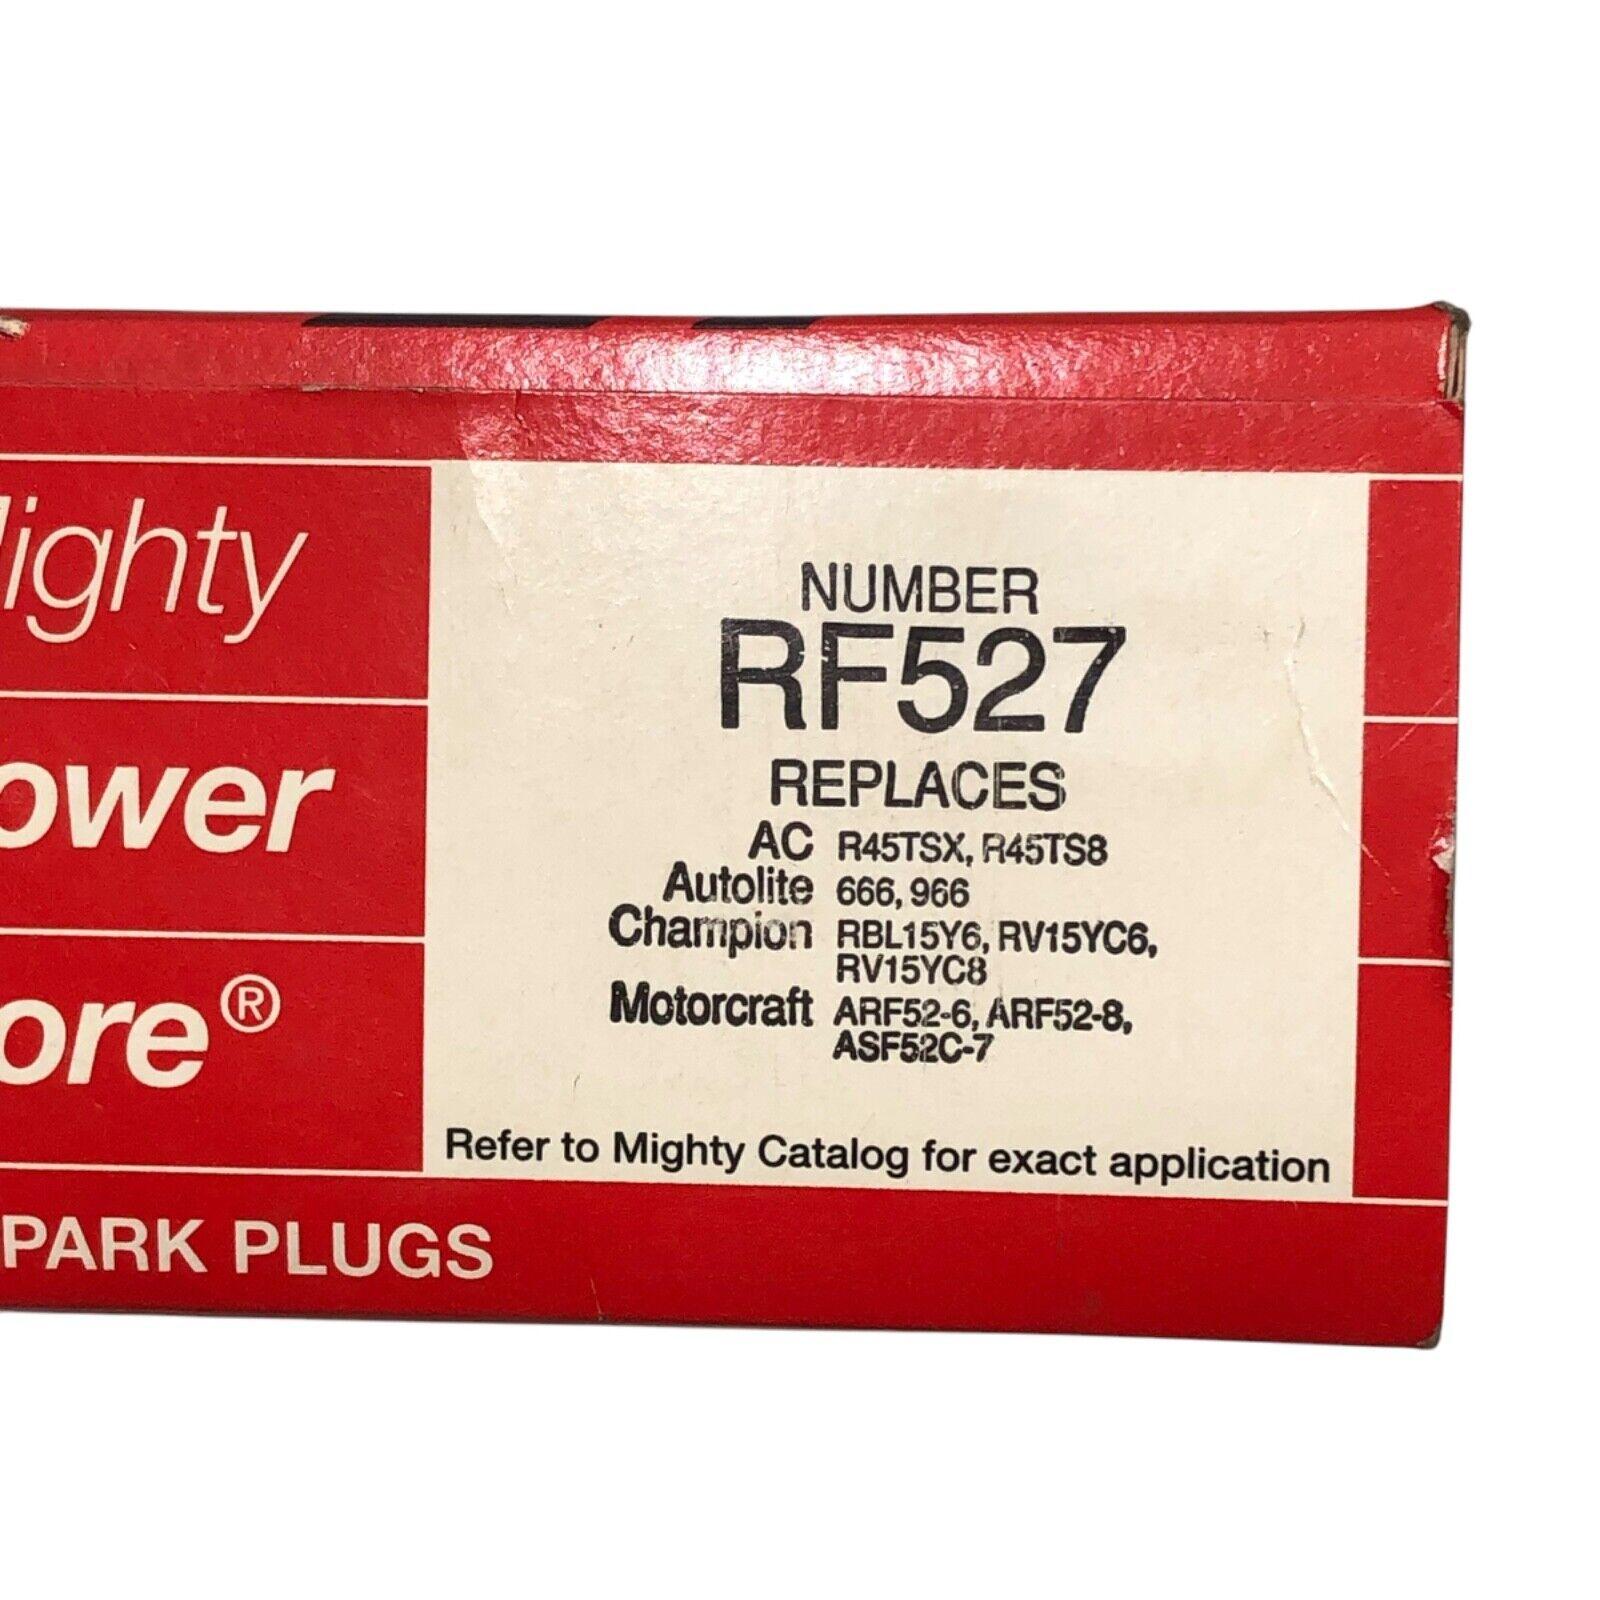 ighty
ower
ore®
PARK PLUGS
NUMBER
RF527
REPLACES
AC R45TSX, R45TS8
Autolite 666, 966
Champion RBL15Y6, RV15YC6,
RV15YC8
Motorcraft ARF52-6, ARF52-8,
ASF52C-7
Refer to Mighty Catalog for exact application